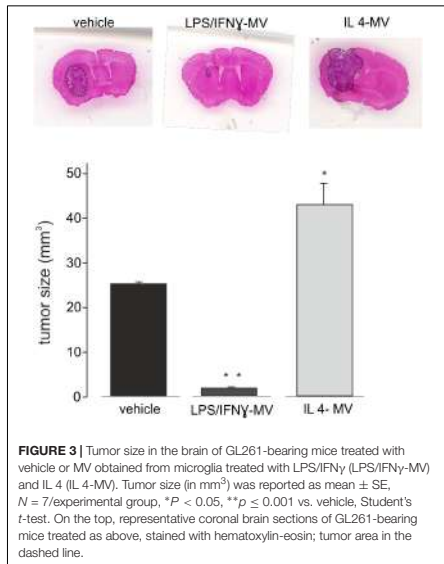 vehicle LPS/IFNɣ-MV IL 4-MV
50
40
30
20
10
0
tumor size (mm³)
*
* *
vehicle LPS/IFNɣ-MV IL 4- MV
FIGURE 3 | Tumor size in the brain of GL261-bearing mice treated with
vehicle or MV obtained from microglia treated with LPS/IFNγ (LPS/IFNγ-MV)
and IL 4 (IL 4-MV). Tumor size (in mm³) was reported as mean ± SE,
N = 7/experimental group, *P < 0.05, **p ≤ 0.001 vs. vehicle, Student's
t-test. On the top, representative coronal brain sections of GL261-bearing
mice treated as above, stained with hematoxylin-eosin; tumor area in the
dashed line.